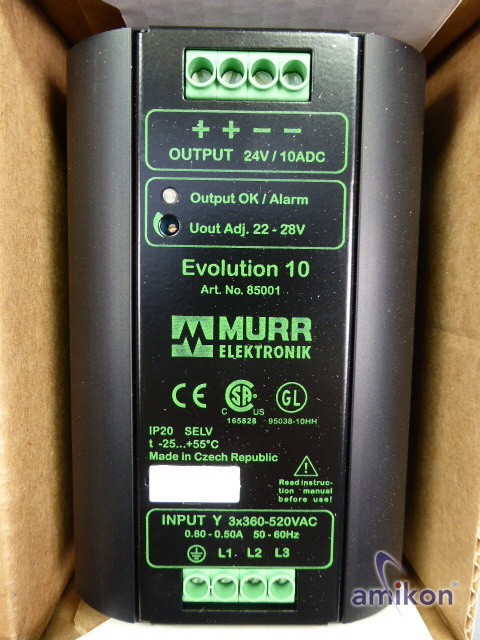 + + − −
OUTPUT 24V / 10ADC
Output OK / Alarm
Uout Adj. 22 - 28V
Evolution 10
Art. No. 85001
MURR
ELEKTRONIK
CE
SA
C US
165828
GL
95038-10HH
IP20 SELV
t -25...+55°C
Made in Czech Republic
Read instruc-
tion manual
before use!
INPUT Y 3x360-520VAC
0.60 - 0.50A 50 - 60Hz
L1 L2 L3
amikon®